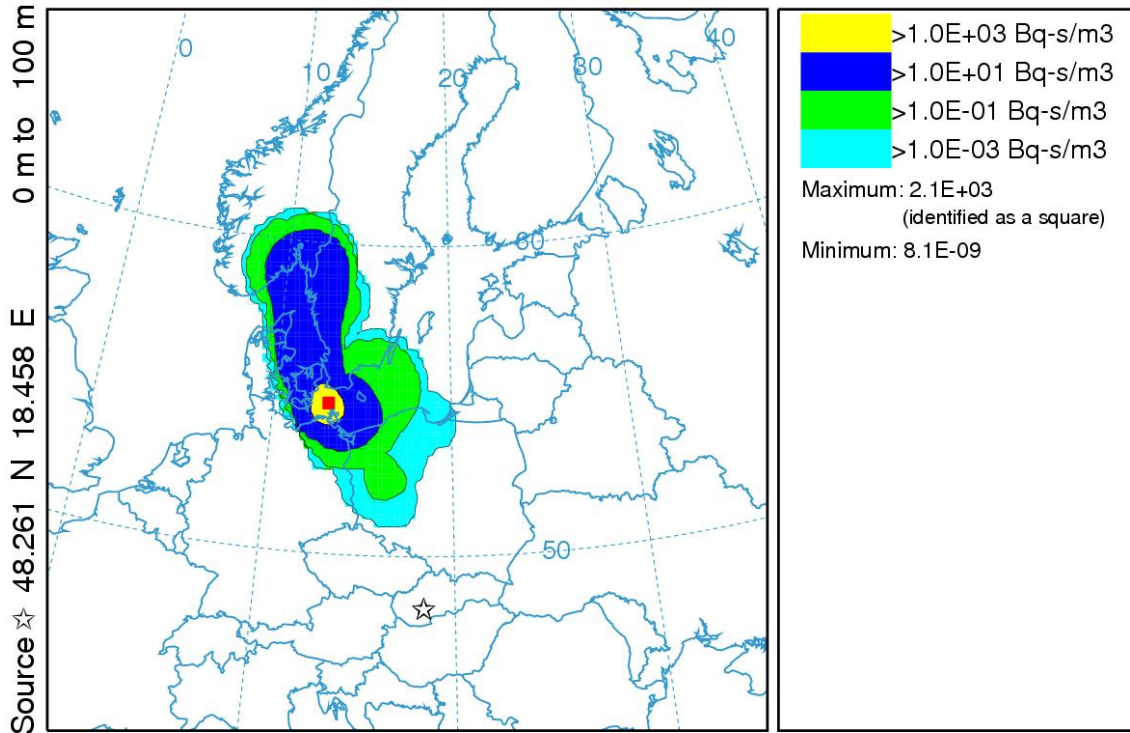 Source ☆ 48.261 N 18.458 E 0 m to 100 m
0
10
20
30
40
60
50
>1.0E+03 Bq-s/m3
>1.0E+01 Bq-s/m3
>1.0E-01 Bq-s/m3
>1.0E-03 Bq-s/m3
Maximum: 2.1E+03
(identified as a square)
Minimum: 8.1E-09